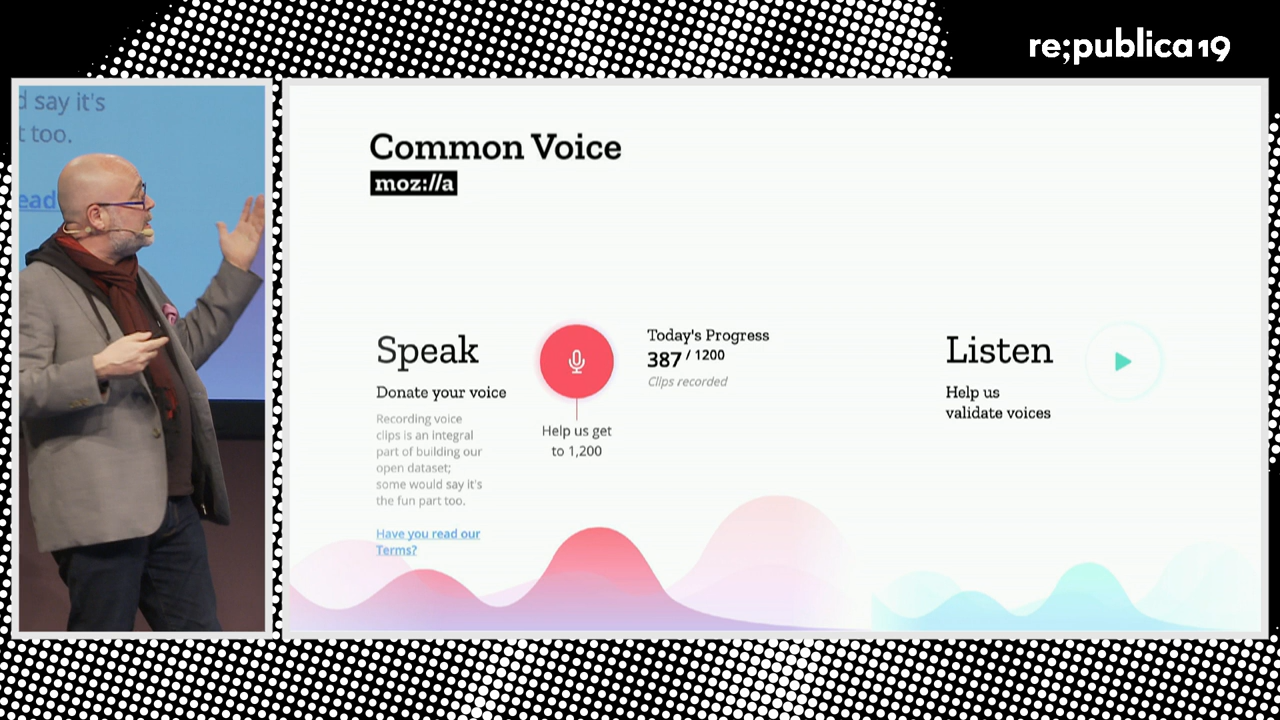 re;publica 19
d say it's
t too.
ead
Common Voice
moz://a
Speak
Donate your voice
Recording voice
clips is an integral
part of building our
open dataset;
some would say it's
the fun part too.
Have you read our
Terms?
Help us get
to 1,200
Today's Progress
387 / 1200
Clips recorded
Listen
Help us
validate voices